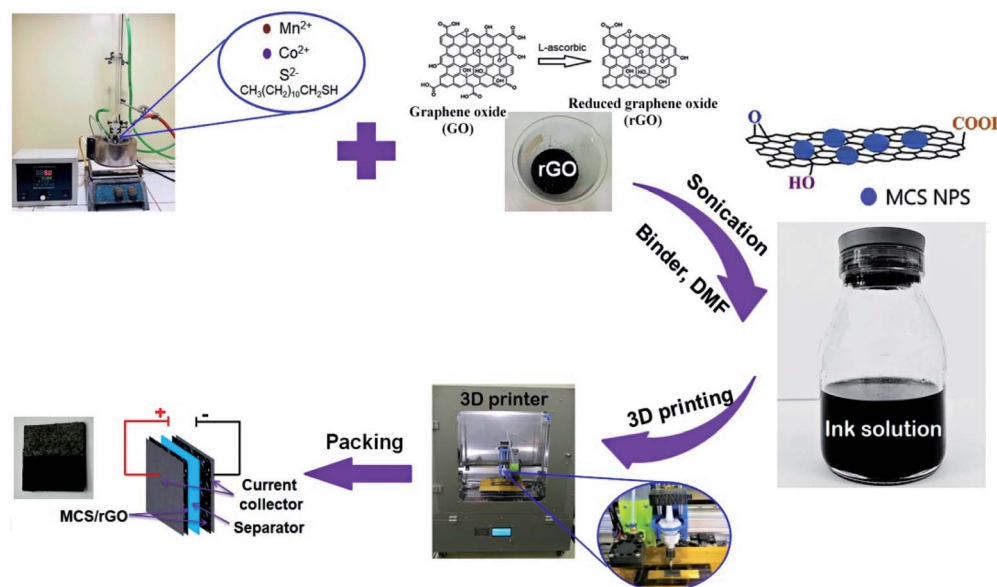 Mn2+
Co2+
S2-
CH3(CH2)10CH2SH
L-ascorbic
Graphene oxide
(GO)
Reduced graphene oxide
(rGO)
rGO
O
COOH
HO
MCS NPS
Sonication
Binder, DMF
Ink solution
3D printing
3D printer
Packing
+
-
Current
collector
Separator
MCS/rGO